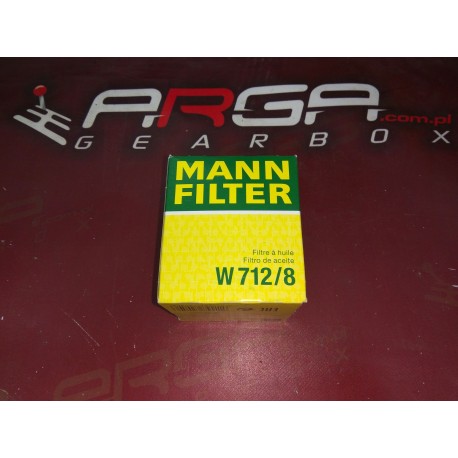 ARGA.com.pl
GEARBOX
MANN
FILTER
Filtre à huile
Filtro de aceite
W 712/8